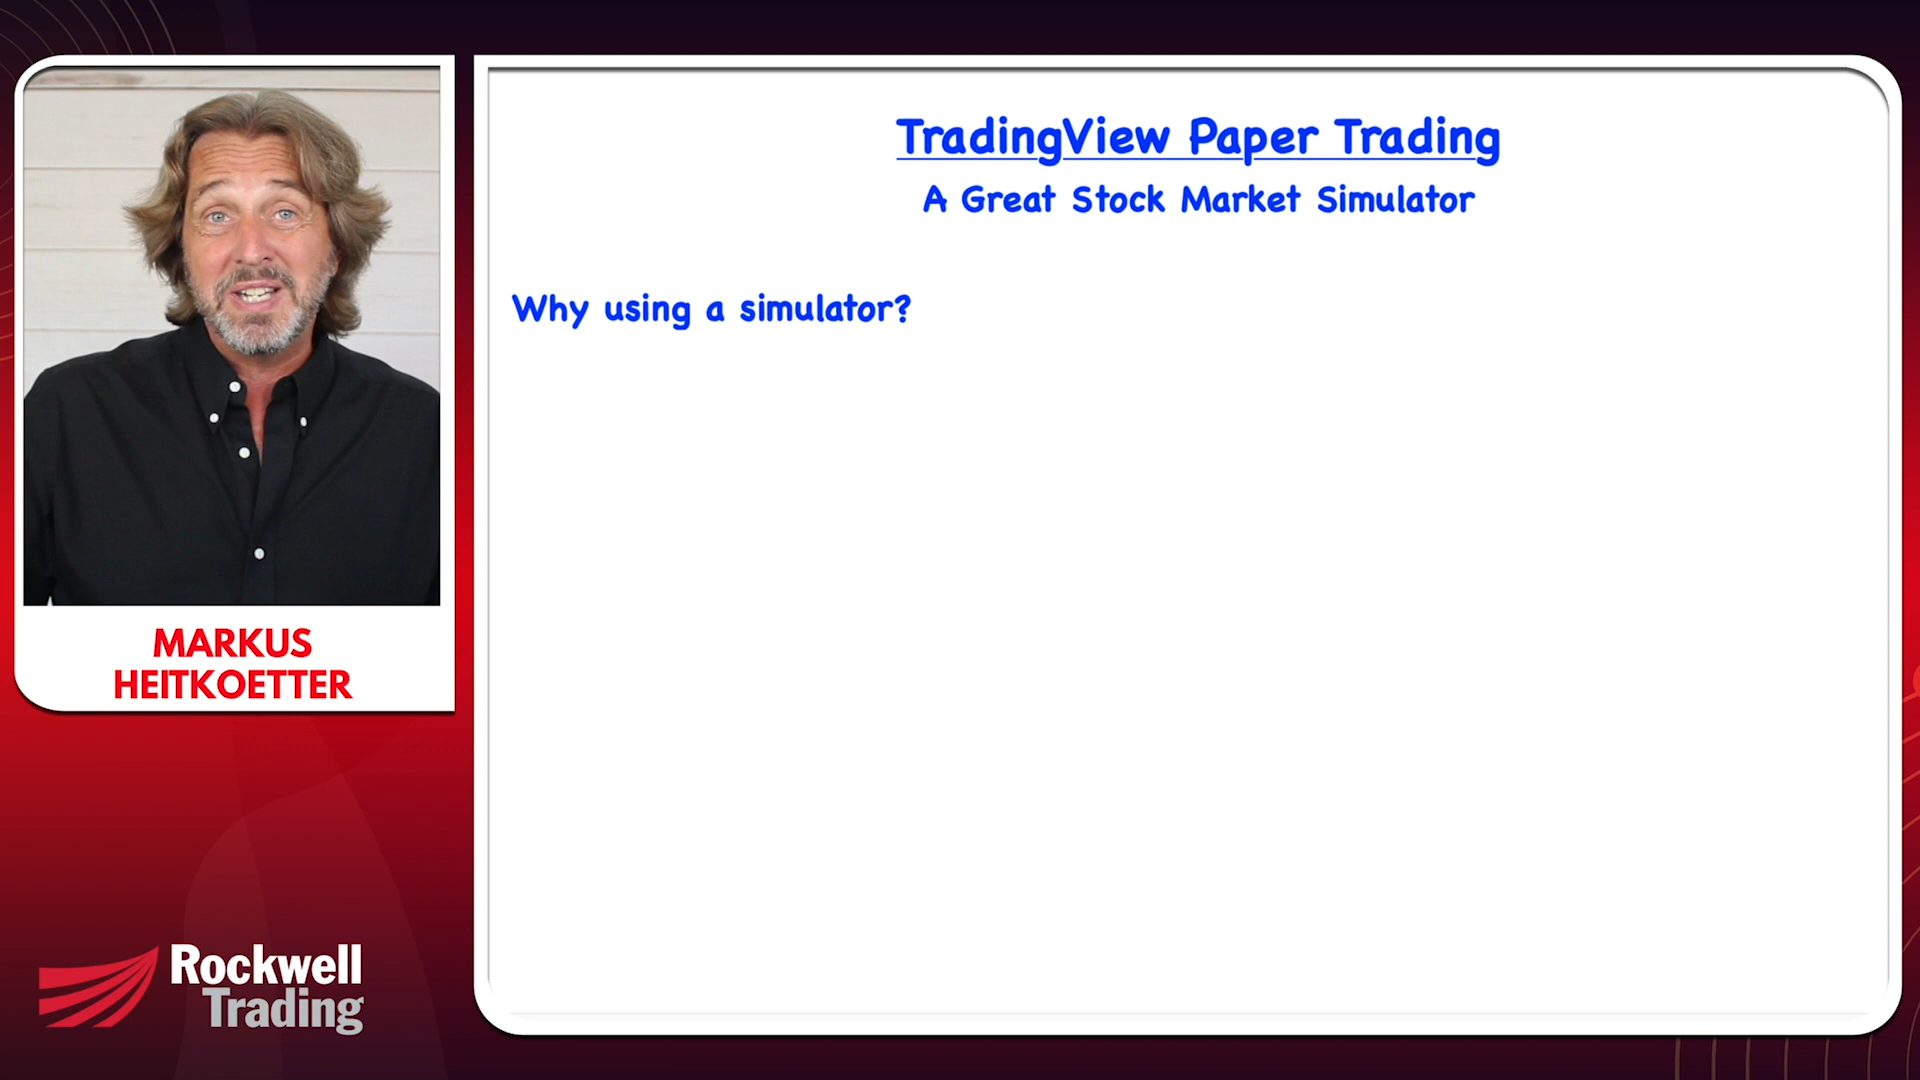 TradingView Paper Trading
A Great Stock Market Simulator
Why using a simulator?
MARKUS
HEITKOETTER
Rockwell
Trading